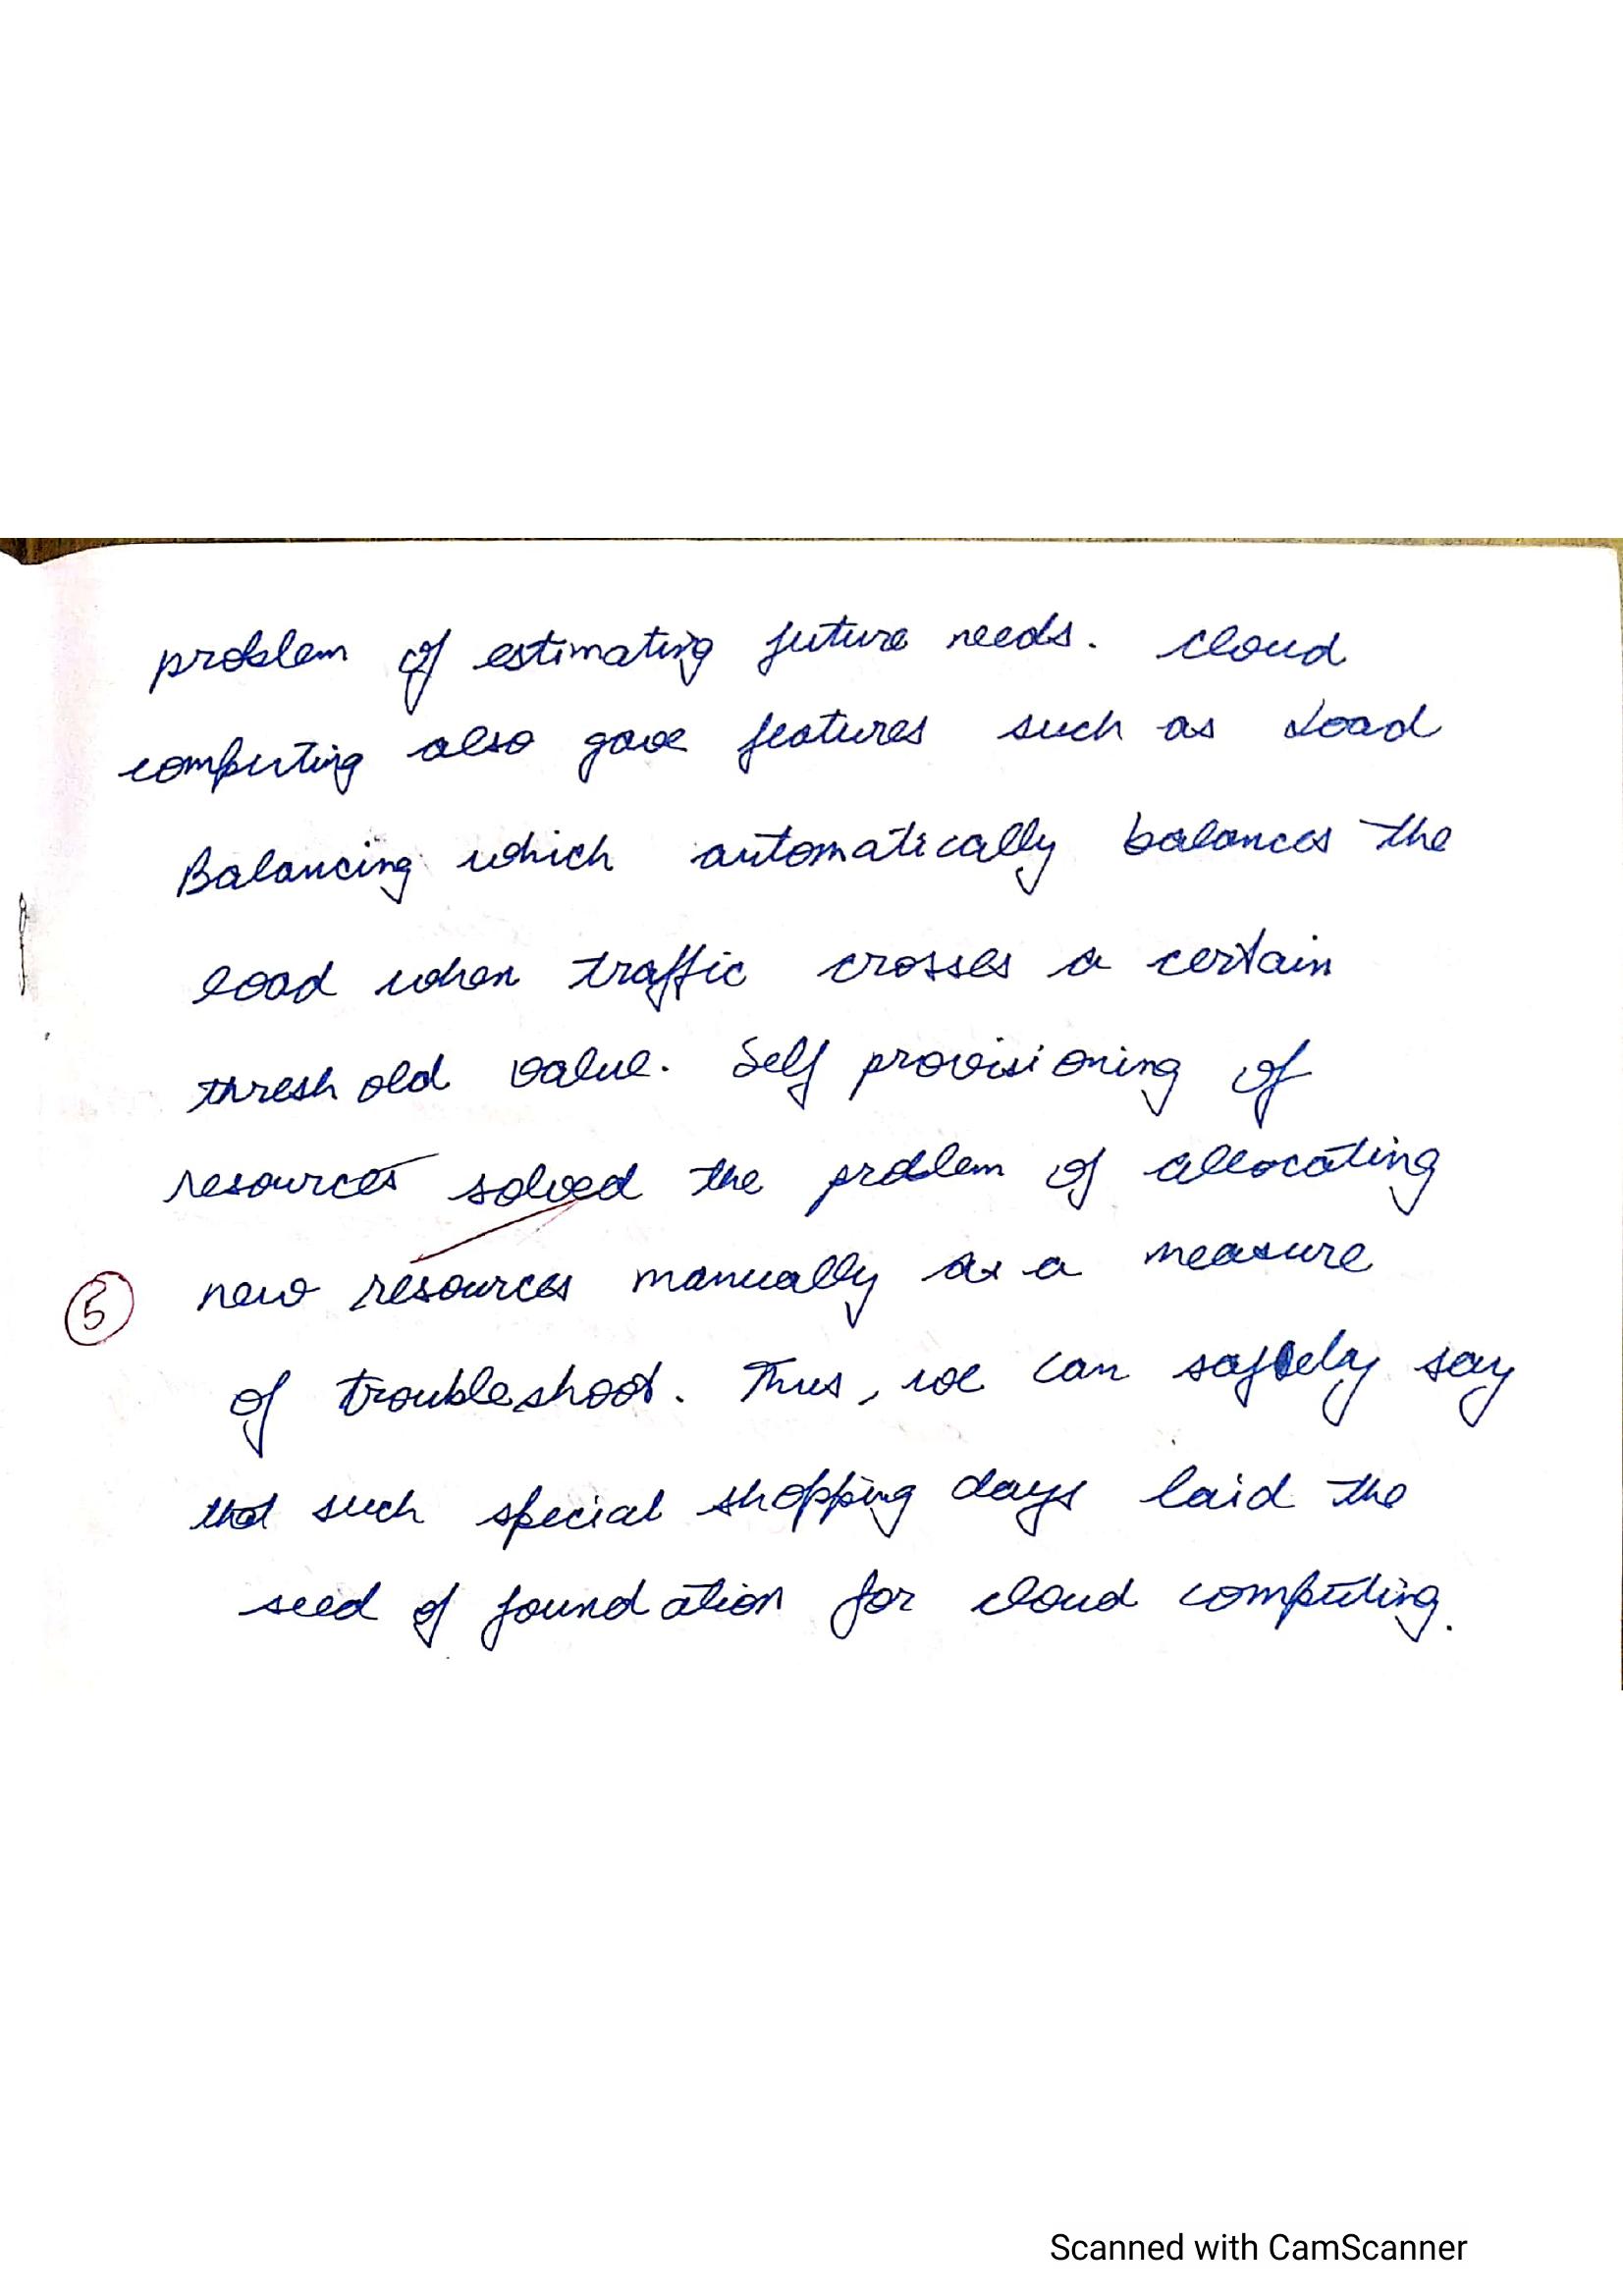 problem of estimating future needs. cloud
computing also gave features such as Load
Balancing which automatically balances the
load when traffic crosses a certain
threshold value. Self provisioning of
resources solved the problem of allocating
new resources manually as a measure
5
of troubleshoot. Thus, we can safely say
that such special shopping days laid the
seed of foundation for cloud computing.
Scanned with CamScanner